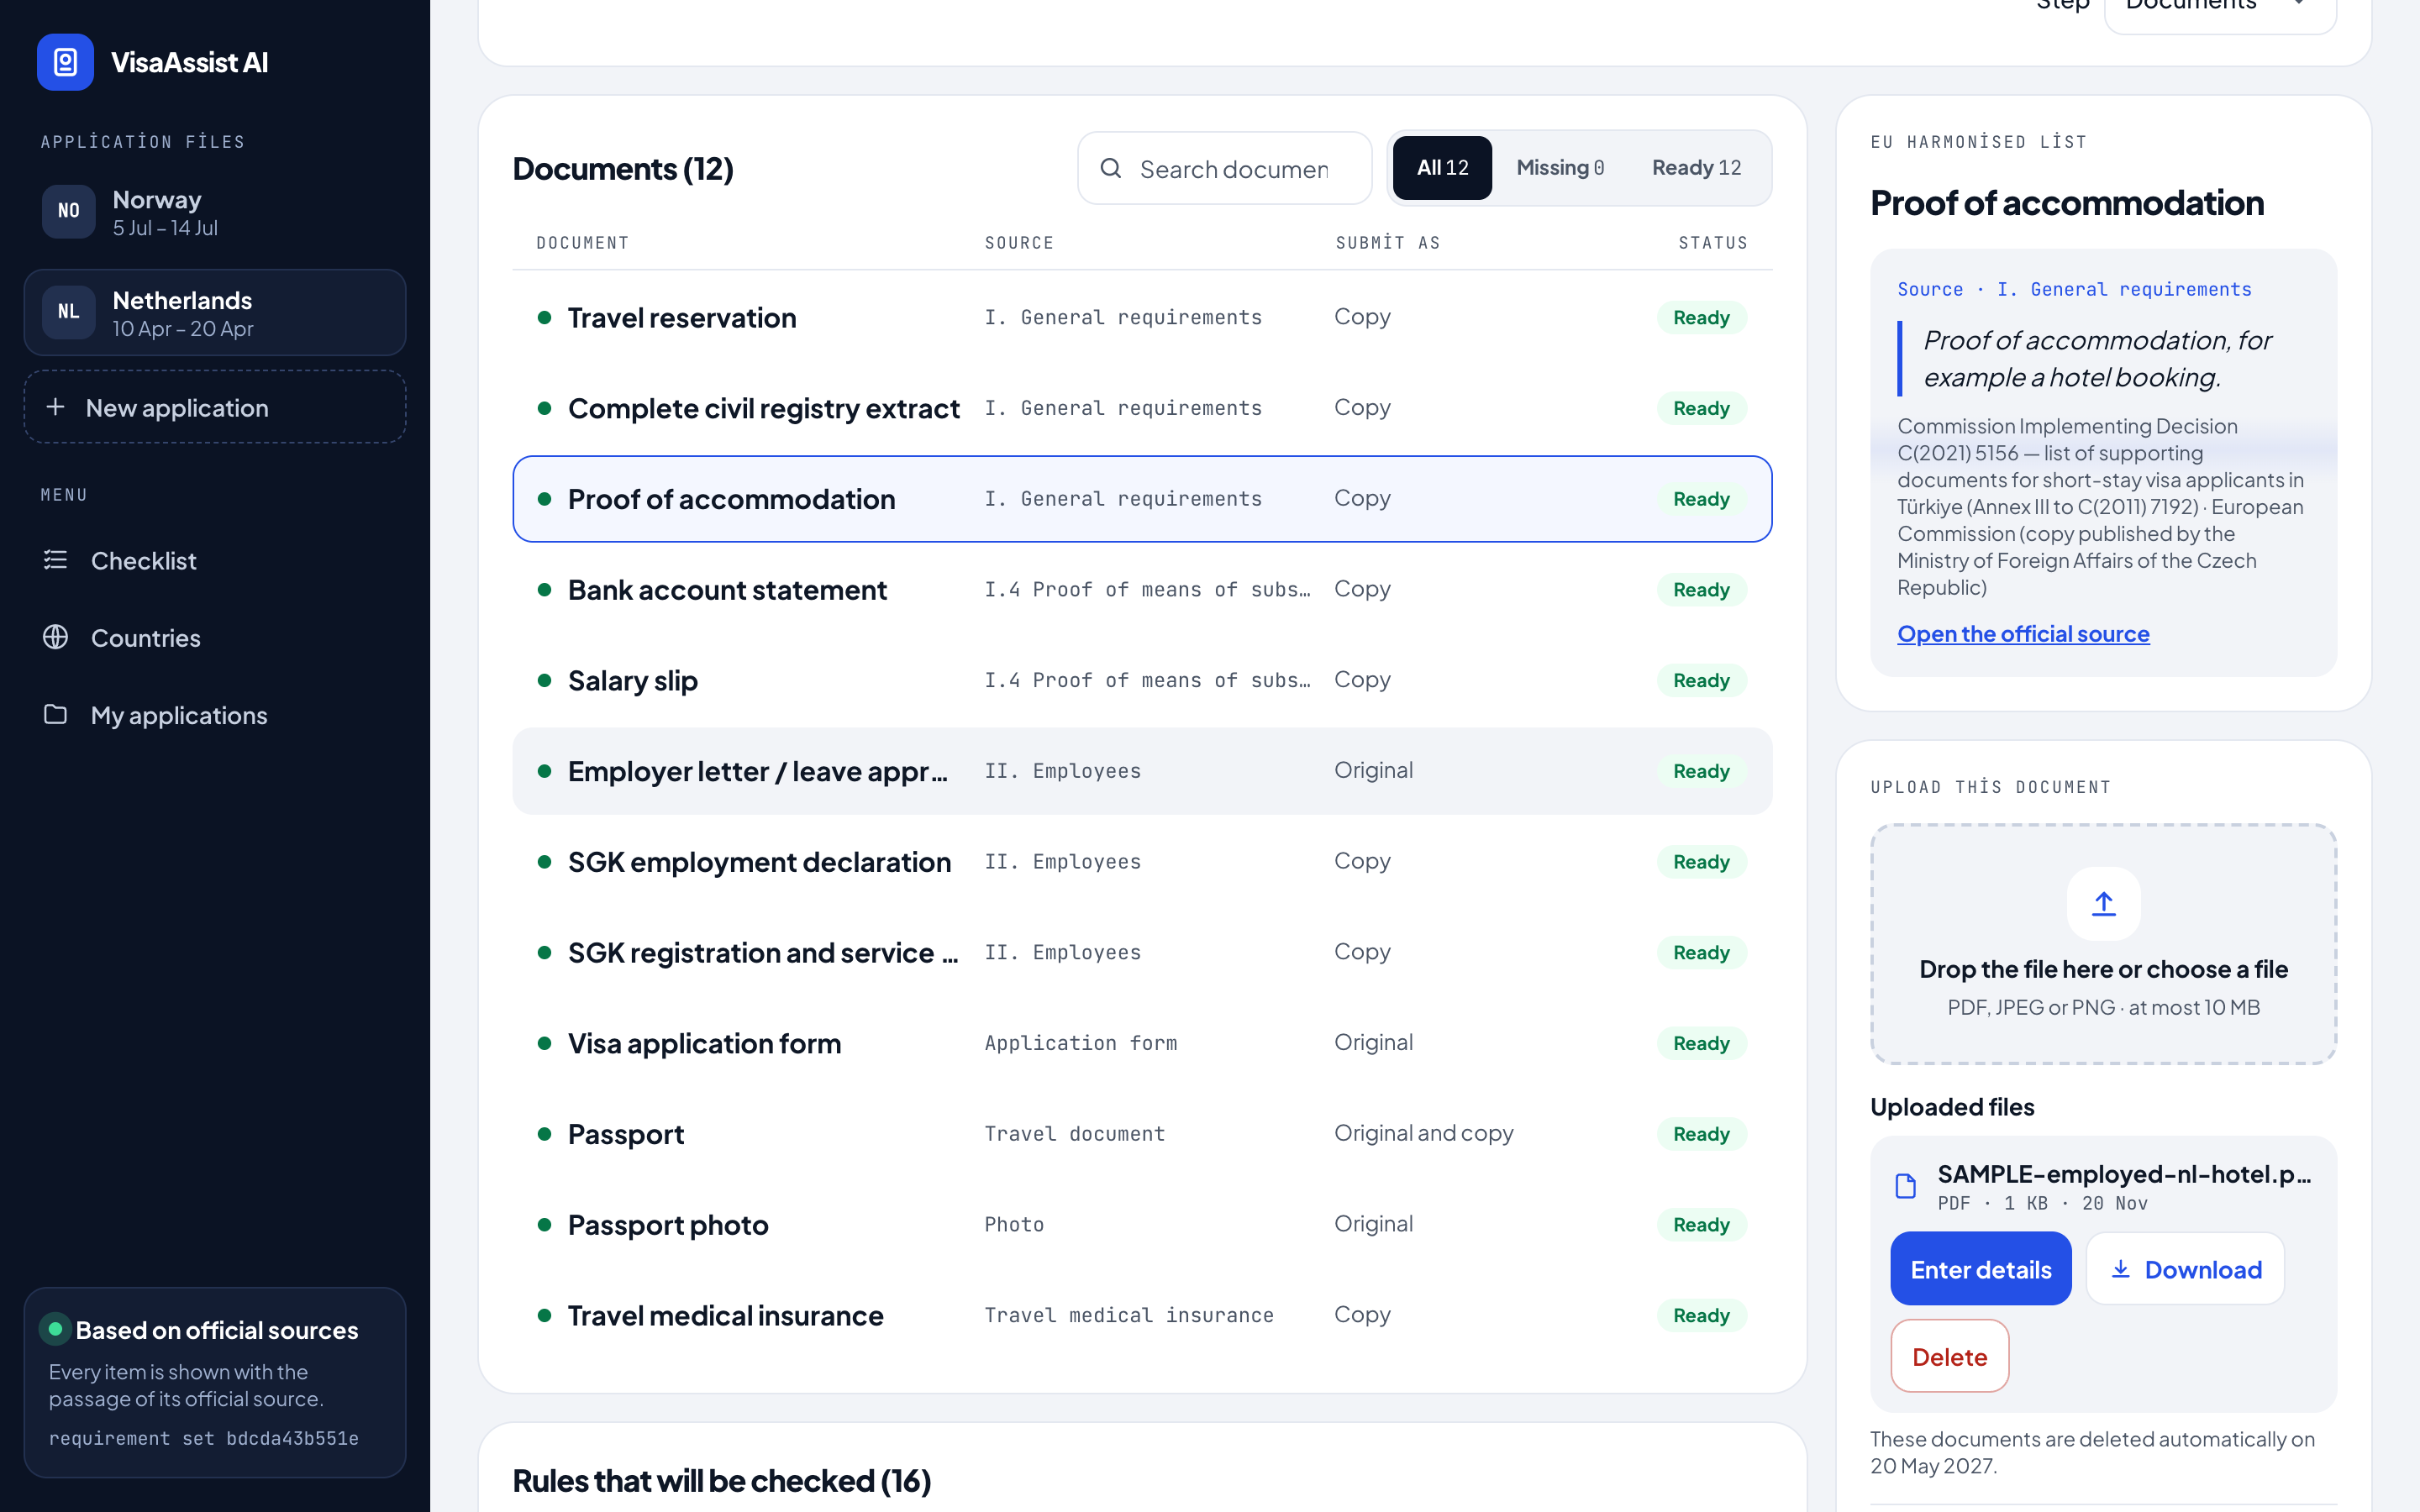 VisaAssist AI
APPLİCATİON FİLES
NO
Norway
5 Jul – 14 Jul
NL
Netherlands
10 Apr – 20 Apr
New application
MENU
Checklist
Countries
My applications
Based on official sources
Every item is shown with the
passage of its official source.
requirement set bdcda43b551e
Step Documents
Documents (12)
Search documen
All 12 Missing 0 Ready 12
DOCUMENT SOURCE SUBMİT AS STATUS
Travel reservation I. General requirements Copy Ready
Complete civil registry extract I. General requirements Copy Ready
Proof of accommodation I. General requirements Copy Ready
Bank account statement I.4 Proof of means of subs… Copy Ready
Salary slip I.4 Proof of means of subs… Copy Ready
Employer letter / leave appr… II. Employees Original Ready
SGK employment declaration II. Employees Copy Ready
SGK registration and service … II. Employees Copy Ready
Visa application form Application form Original Ready
Passport Travel document Original and copy Ready
Passport photo Photo Original Ready
Travel medical insurance Travel medical insurance Copy Ready
Rules that will be checked (16)
EU HARMONİSED LİST
Proof of accommodation
Source · I. General requirements
Proof of accommodation, for
example a hotel booking.
Commission Implementing Decision
C(2021) 5156 — list of supporting
documents for short-stay visa applicants in
Türkiye (Annex III to C(2011) 7192) · European
Commission (copy published by the
Ministry of Foreign Affairs of the Czech
Republic)
Open the official source
UPLOAD THİS DOCUMENT
Drop the file here or choose a file
PDF, JPEG or PNG · at most 10 MB
Uploaded files
SAMPLE-employed-nl-hotel.p…
PDF · 1 KB · 20 Nov
Enter details
Download
Delete
These documents are deleted automatically on
20 May 2027.